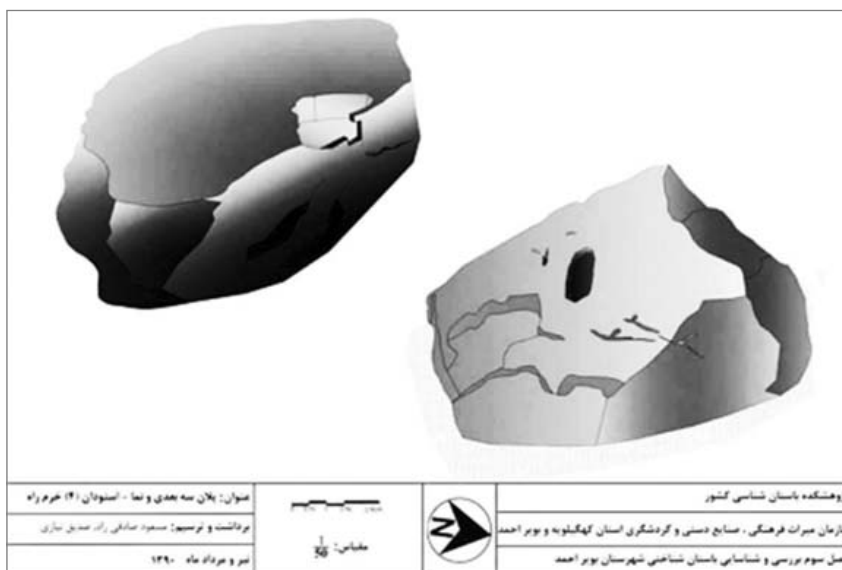 عنوان: پلان سه بعدی و نما - استودان (۴) خرم راه
برداشت و ترسیم: مسعود صادقی راد، صدیق نیازی
تیر و مرداد ماه ۱۳۹۰
مقیاس: 1/50
N
وهشکده باستان شناسی کشور
ازمان میراث فرهنگی ، صنایع دستی و گردشگری استان کهگیلویه و بویر احمد
صل سوم بررسی و شناسایی باستان شناختی شهرستان بویر احمد